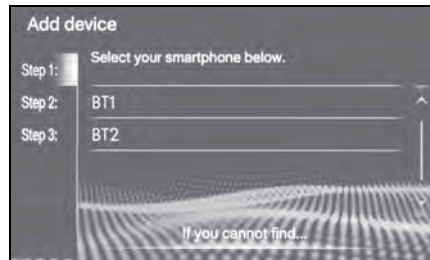 Add device
Step 1:
Select your smartphone below.
Step 2:
BT1
Step 3:
BT2
If you cannot find...